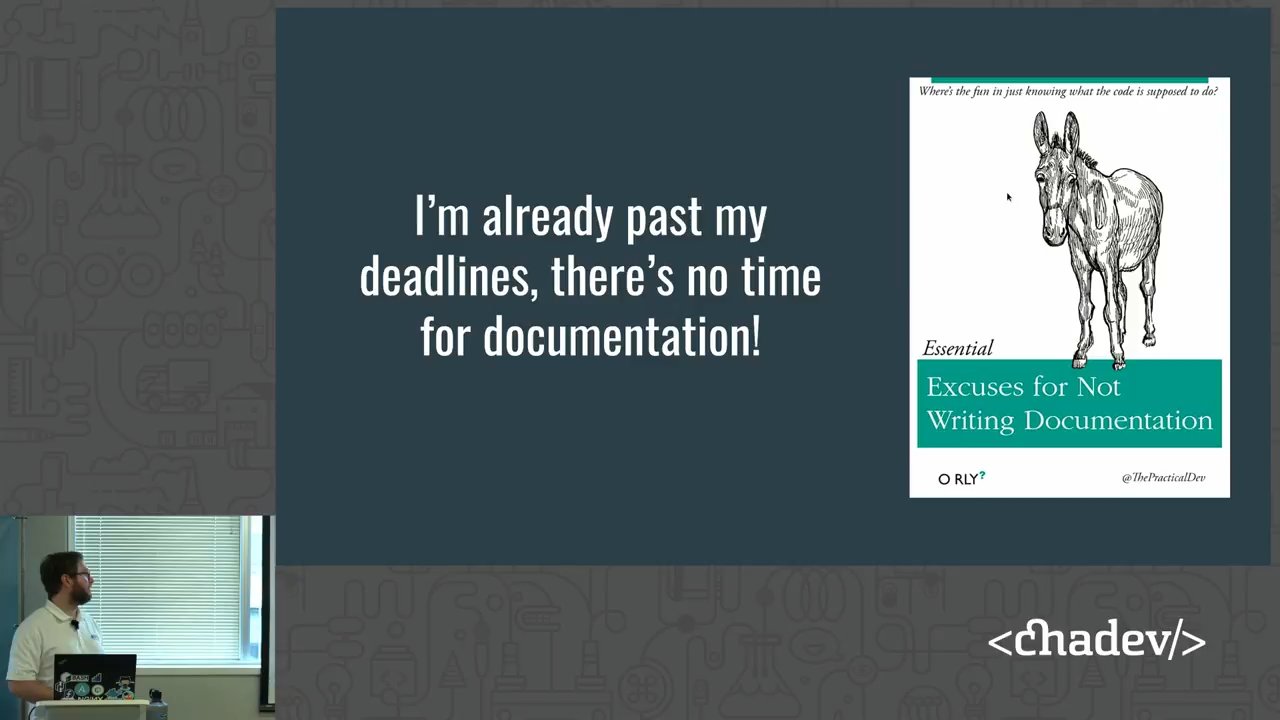 I'm already past my
deadlines, there's no time
for documentation!
Where's the fun in just knowing what the code is supposed to do?
Essential
Excuses for Not
Writing Documentation
O RLY?
@ThePracticalDev
<chadev/>
NGINX